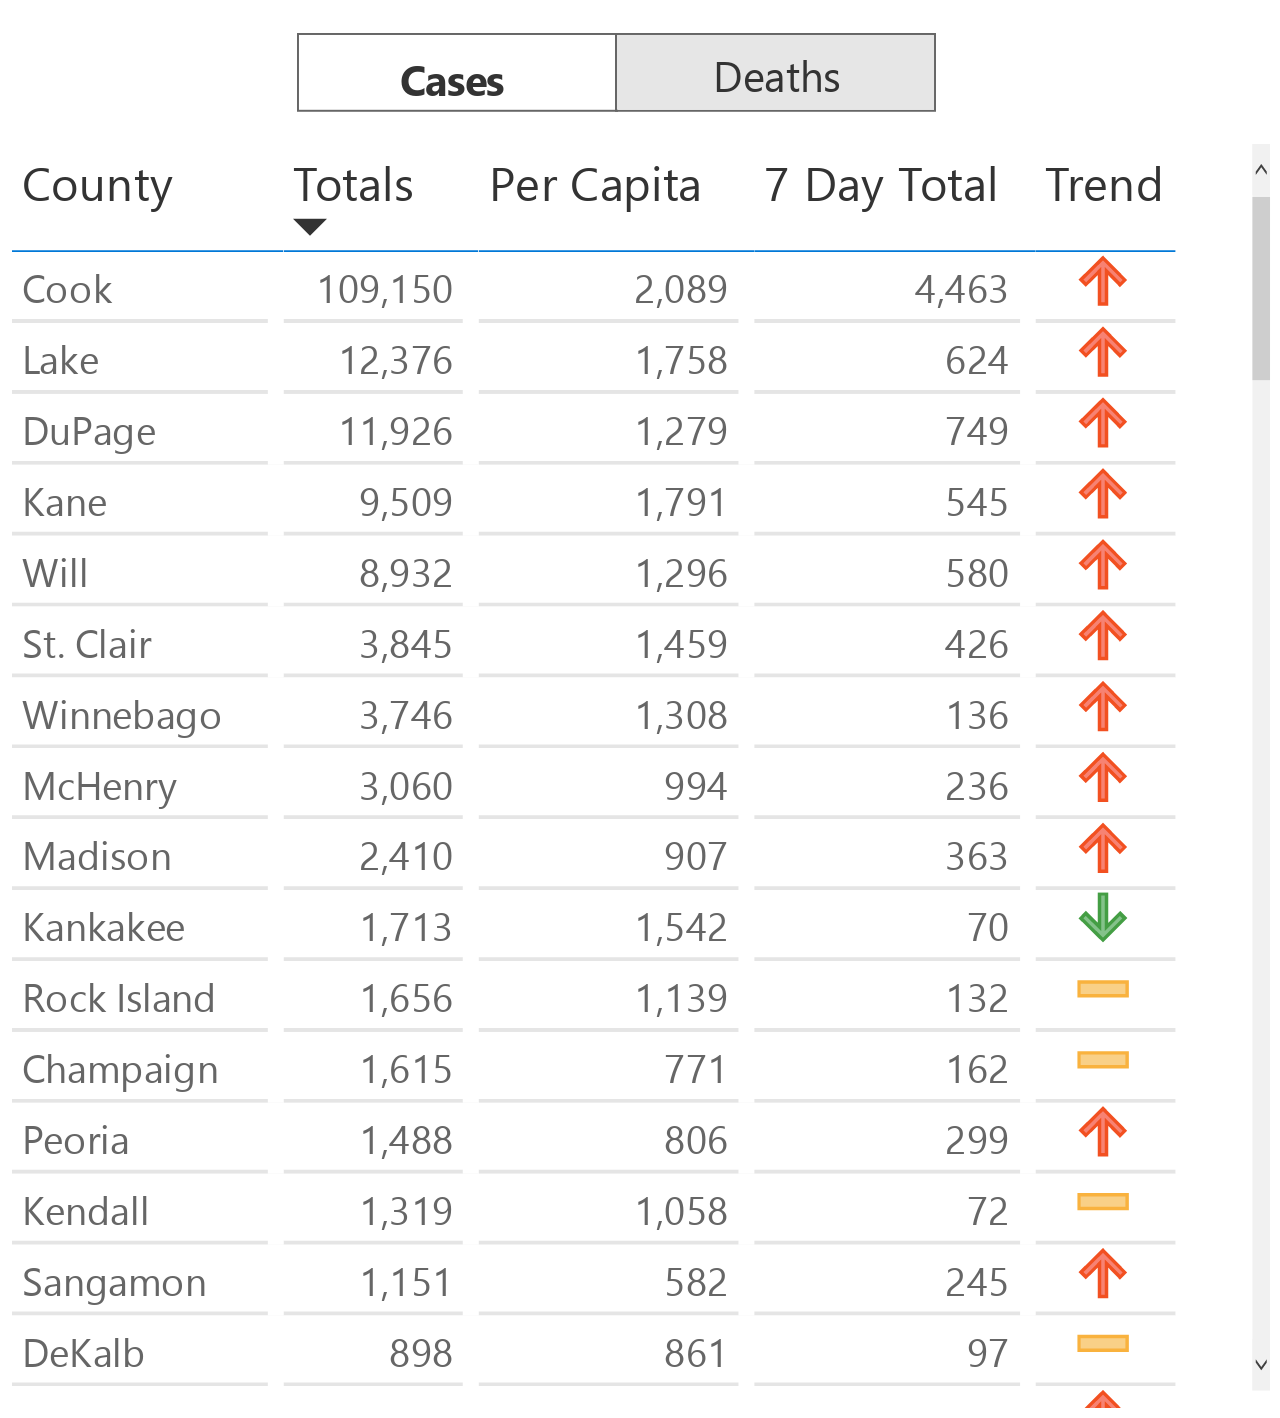 Cases Deaths
County Totals Per Capita 7 Day Total Trend
Cook 109,150 2,089 4,463
Lake 12,376 1,758 624
DuPage 11,926 1,279 749
Kane 9,509 1,791 545
Will 8,932 1,296 580
St. Clair 3,845 1,459 426
Winnebago 3,746 1,308 136
McHenry 3,060 994 236
Madison 2,410 907 363
Kankakee 1,713 1,542 70
Rock Island 1,656 1,139 132
Champaign 1,615 771 162
Peoria 1,488 806 299
Kendall 1,319 1,058 72
Sangamon 1,151 582 245
DeKalb 898 861 97